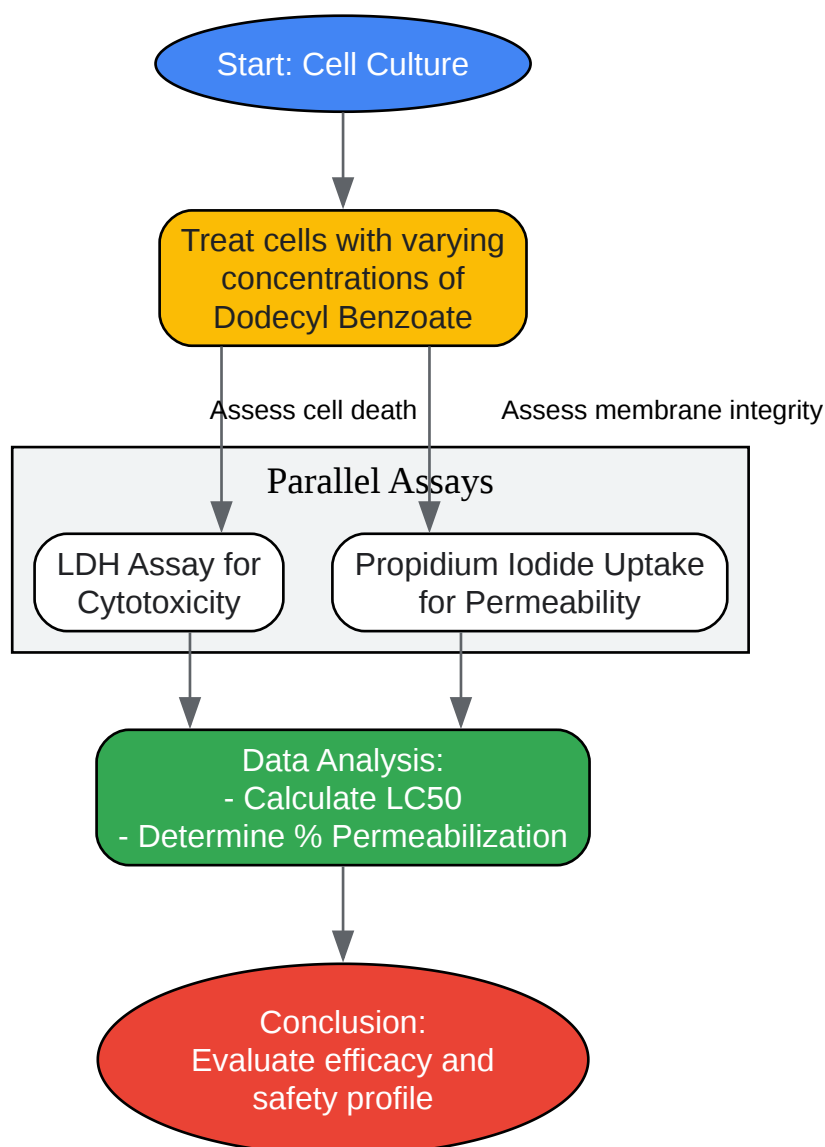 Start: Cell Culture
Treat cells with varying
concentrations of
Dodecyl Benzoate
Assess cell death
Assess membrane integrity
Parallel Assays
LDH Assay for
Cytotoxicity
Propidium Iodide Uptake
for Permeability
Data Analysis:
- Calculate LC50
- Determine % Permeabilization
Conclusion:
Evaluate efficacy and
safety profile